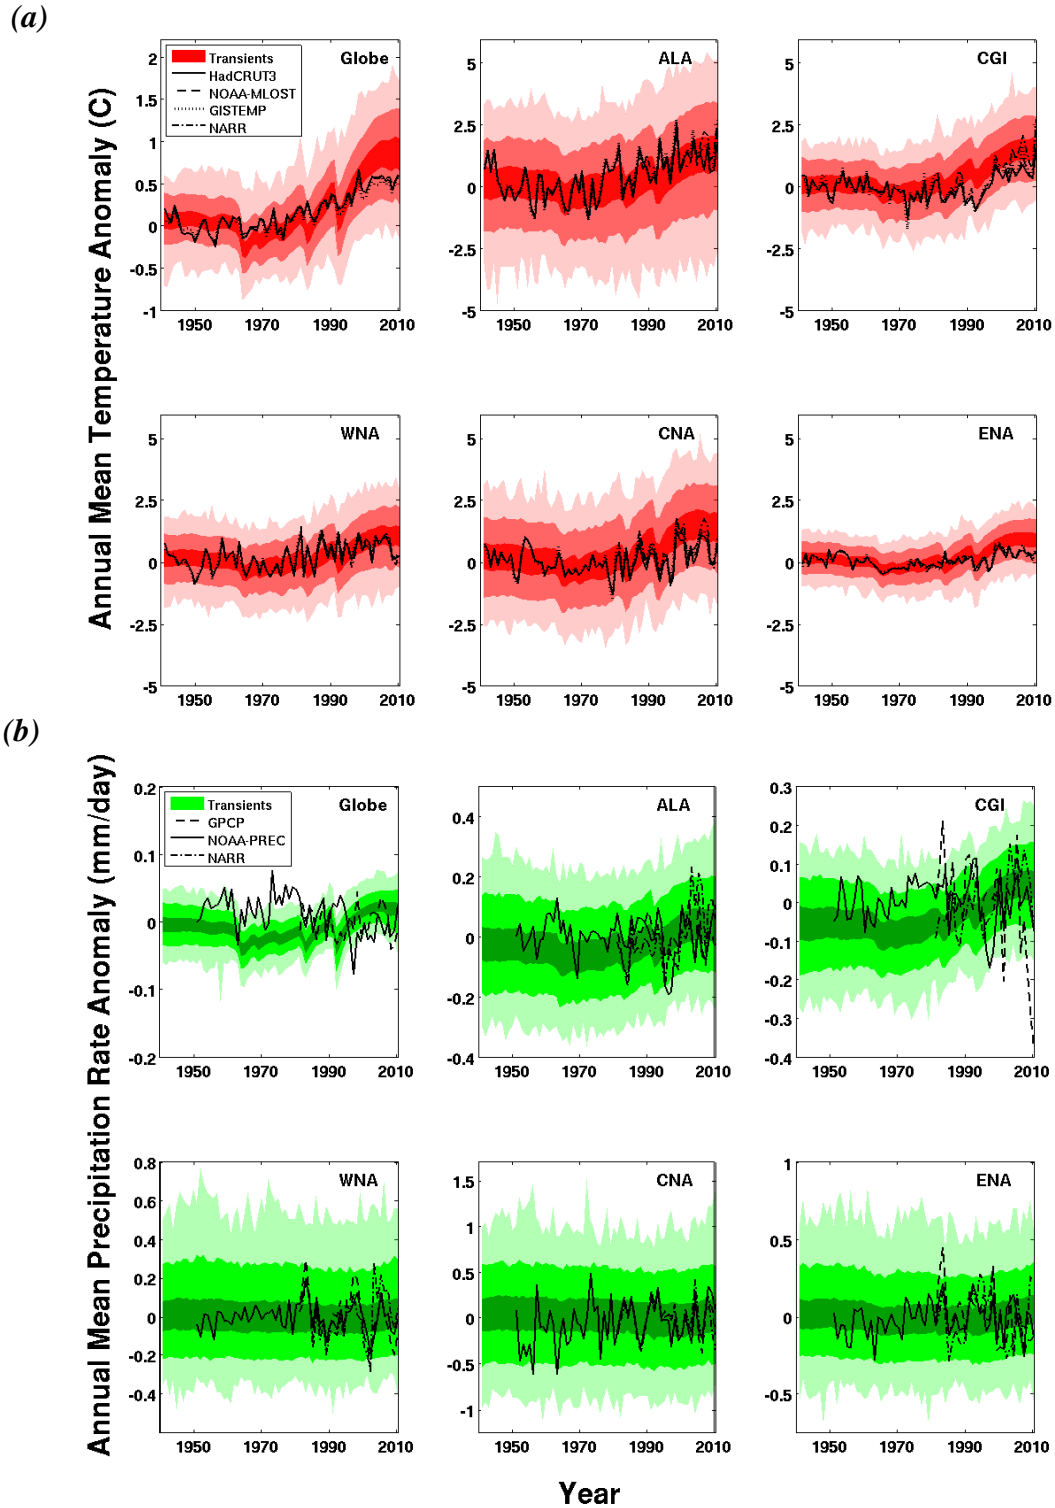 (a)
Annual Mean Temperature Anomaly (C)
Globe
Transients
HadCRUT3
NOAA-MLOST
GISTEMP
NARR
2
1.5
1
0.5
0
-0.5
-1
1950 1970 1990 2010
ALA
5
2.5
0
-2.5
-5
1950 1970 1990 2010
CGI
5
2.5
0
-2.5
-5
1950 1970 1990 2010
WNA
5
2.5
0
-2.5
-5
1950 1970 1990 2010
CNA
5
2.5
0
-2.5
-5
1950 1970 1990 2010
ENA
5
2.5
0
-2.5
-5
1950 1970 1990 2010
(b)
Annual Mean Precipitation Rate Anomaly (mm/day)
Globe
Transients
GPCP
NOAA-PREC
NARR
0.2
0.1
0
-0.1
-0.2
1950 1970 1990 2010
ALA
0.4
0.2
0
-0.2
-0.4
1950 1970 1990 2010
CGI
0.3
0.2
0.1
0
-0.1
-0.2
-0.3
-0.4
1950 1970 1990 2010
WNA
0.8
0.6
0.4
0.2
0
-0.2
-0.4
1950 1970 1990 2010
CNA
1.5
1
0.5
0
-0.5
-1
1950 1970 1990 2010
ENA
1
0.5
0
-0.5
1950 1970 1990 2010
Year